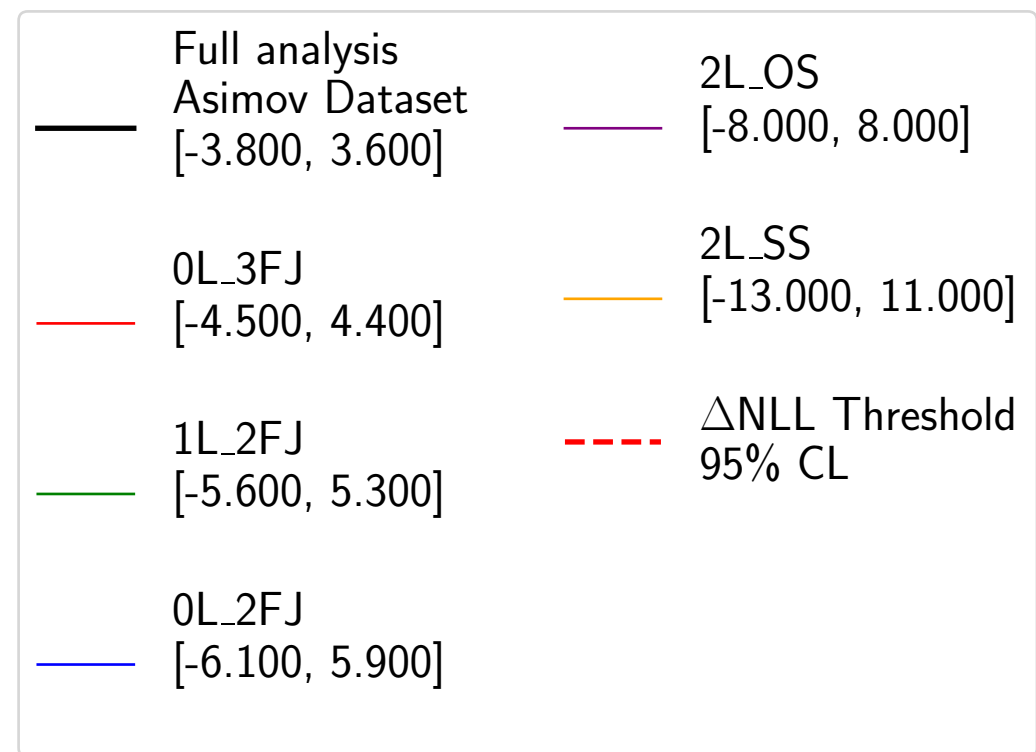 Full analysis
Asimov Dataset
[-3.800, 3.600]
0L_3FJ
[-4.500, 4.400]
1L_2FJ
[-5.600, 5.300]
0L_2FJ
[-6.100, 5.900]
2L_OS
[-8.000, 8.000]
2L_SS
[-13.000, 11.000]
ΔNLL Threshold
95% CL